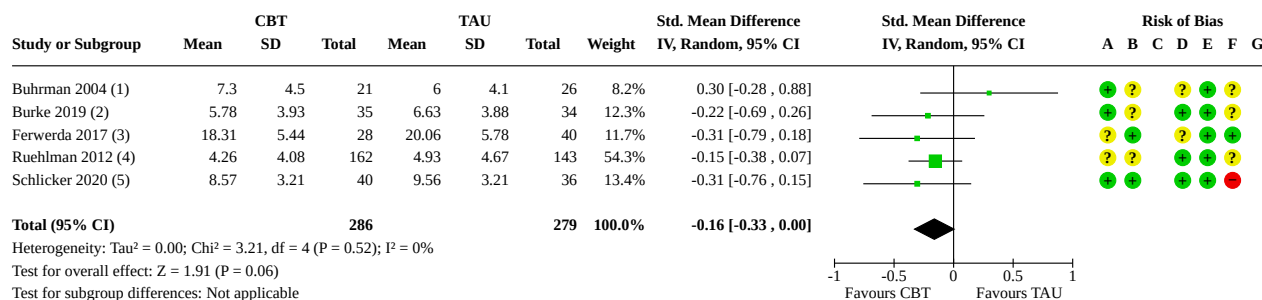 CBT TAU Std. Mean Difference Std. Mean Difference Risk of Bias
Study or Subgroup Mean SD Total Mean SD Total Weight IV, Random, 95% CI IV, Random, 95% CI A B C D E F G
Buhrman 2004 (1) 7.3 4.5 21 6 4.1 26 8.2% 0.30 [-0.28 , 0.88] + ? ? + ?
Burke 2019 (2) 5.78 3.93 35 6.63 3.88 34 12.3% -0.22 [-0.69 , 0.26] + ? + + ?
Ferwerda 2017 (3) 18.31 5.44 28 20.06 5.78 40 11.7% -0.31 [-0.79 , 0.18] ? + ? + +
Ruehlman 2012 (4) 4.26 4.08 162 4.93 4.67 143 54.3% -0.15 [-0.38 , 0.07] ? ? + + ?
Schlicker 2020 (5) 8.57 3.21 40 9.56 3.21 36 13.4% -0.31 [-0.76 , 0.15] + + + + −
Total (95% CI) 286 279 100.0% -0.16 [-0.33 , 0.00]
Heterogeneity: Tau² = 0.00; Chi² = 3.21, df = 4 (P = 0.52); I² = 0%
Test for overall effect: Z = 1.91 (P = 0.06)
Test for subgroup differences: Not applicable
-1 -0.5 0 0.5 1
Favours CBT Favours TAU